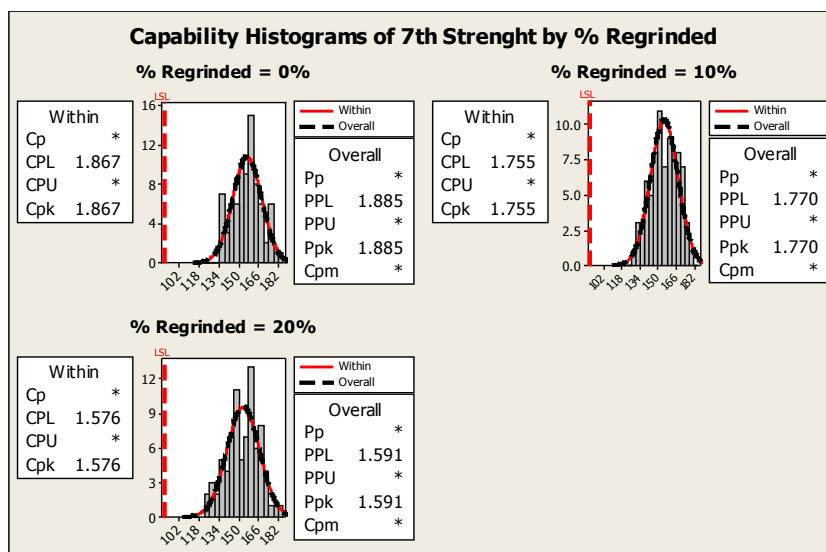 Capability Histograms of 7th Strenght by % Regrinded
% Regrinded = 0%
Within
Cp *
CPL 1.867
CPU *
Cpk 1.867
LSL
16
12
8
4
0
102 118 134 150 166 182
Within
Overall
Overall
Pp *
PPL 1.885
PPU *
Ppk 1.885
Cpm *
% Regrinded = 10%
Within
Cp *
CPL 1.755
CPU *
Cpk 1.755
LSL
10.0
7.5
5.0
2.5
0.0
102 118 134 150 166 182
Within
Overall
Overall
Pp *
PPL 1.770
PPU *
Ppk 1.770
Cpm *
% Regrinded = 20%
Within
Cp *
CPL 1.576
CPU *
Cpk 1.576
LSL
12
9
6
3
0
102 118 134 150 166 182
Within
Overall
Overall
Pp *
PPL 1.591
PPU *
Ppk 1.591
Cpm *